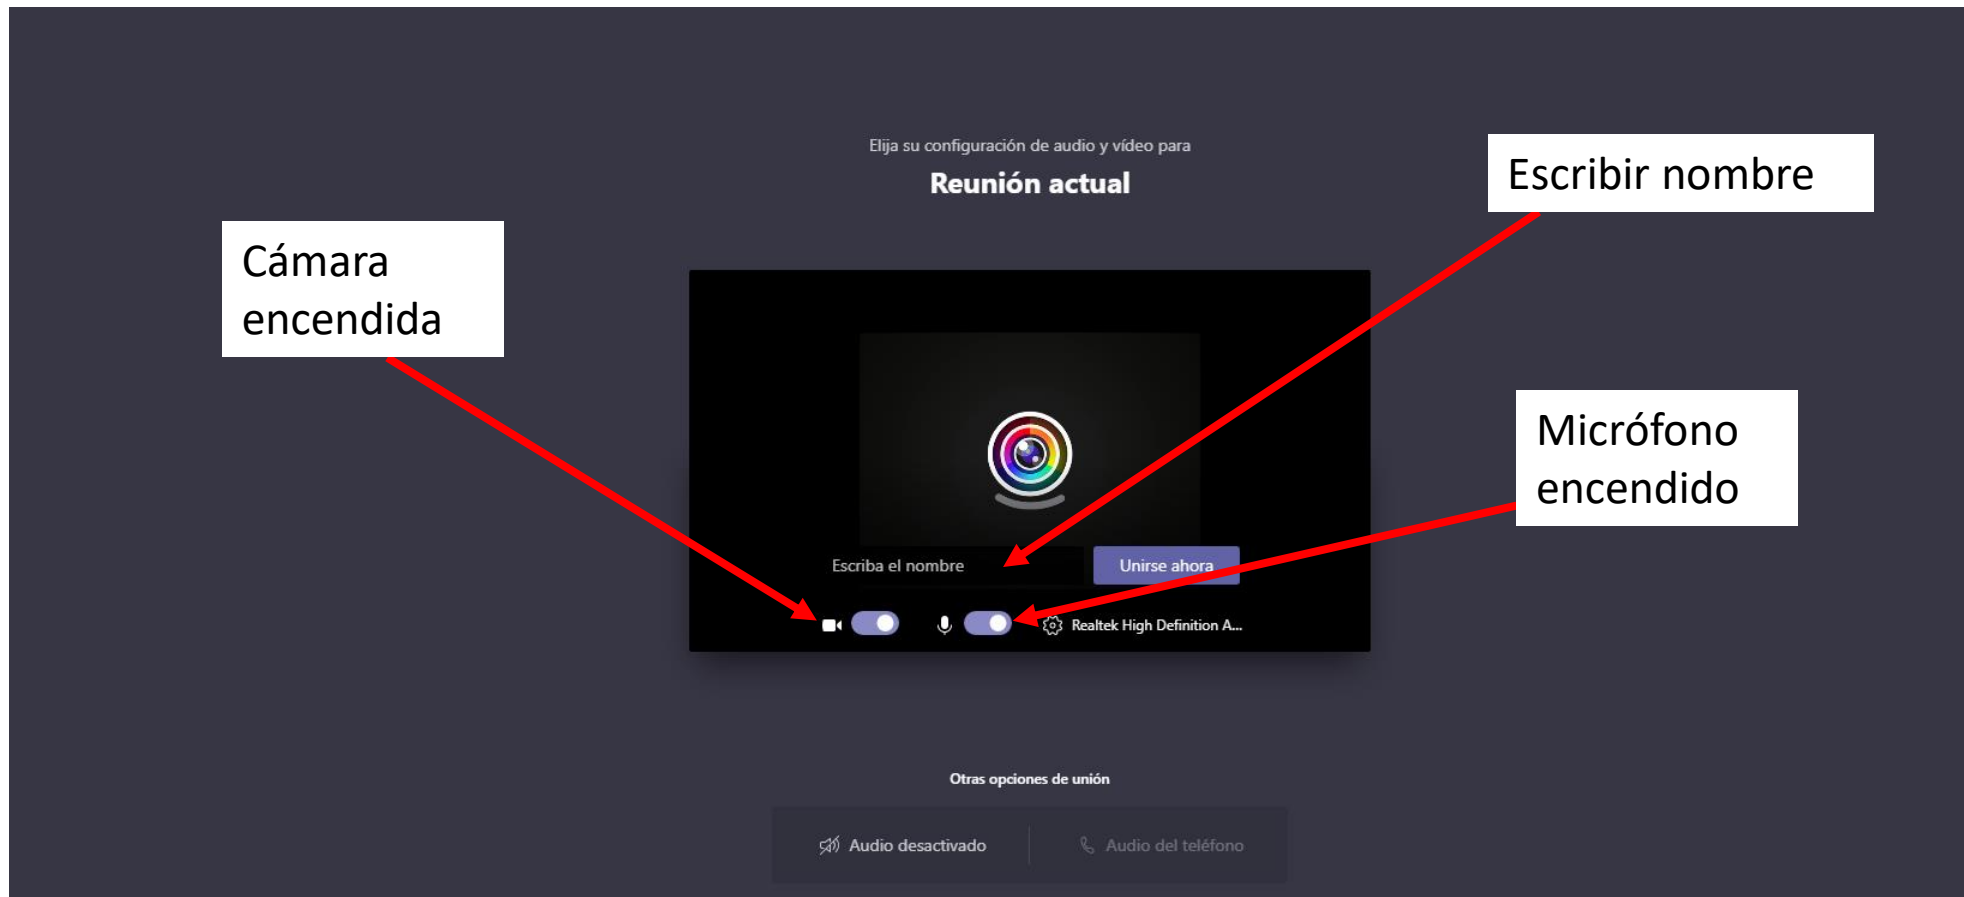 Elija su configuración de audio y vídeo para
Reunión actual
Escribir nombre
Cámara
encendida
Micrófono
encendido
Escriba el nombre
Unirse ahora
Realtek High Definition A...
Otras opciones de unión
Audio desactivado
Audio del teléfono